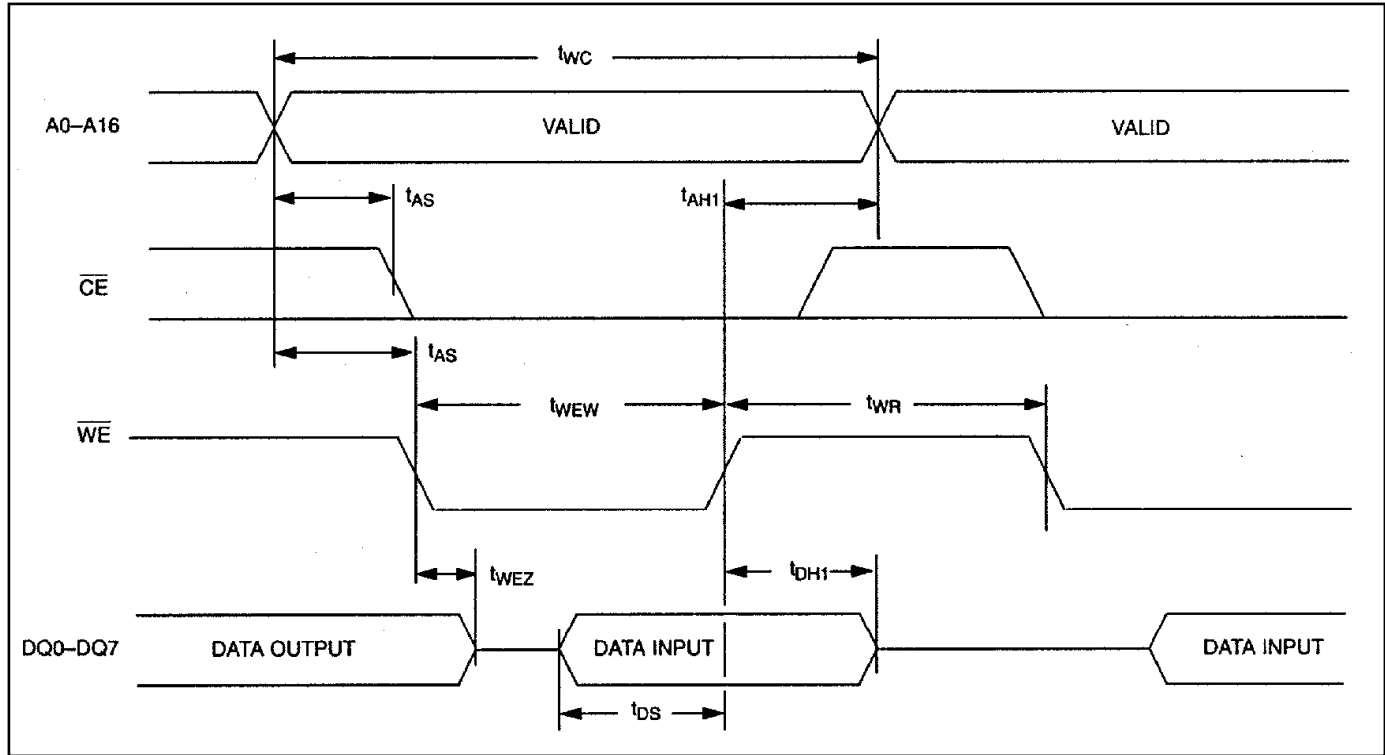 tWC
A0–A16
VALID
VALID
tAS
tAH1
CE
tAS
tWEW
tWR
WE
tWEZ
tDH1
DQ0–DQ7
DATA OUTPUT
DATA INPUT
DATA INPUT
tDS